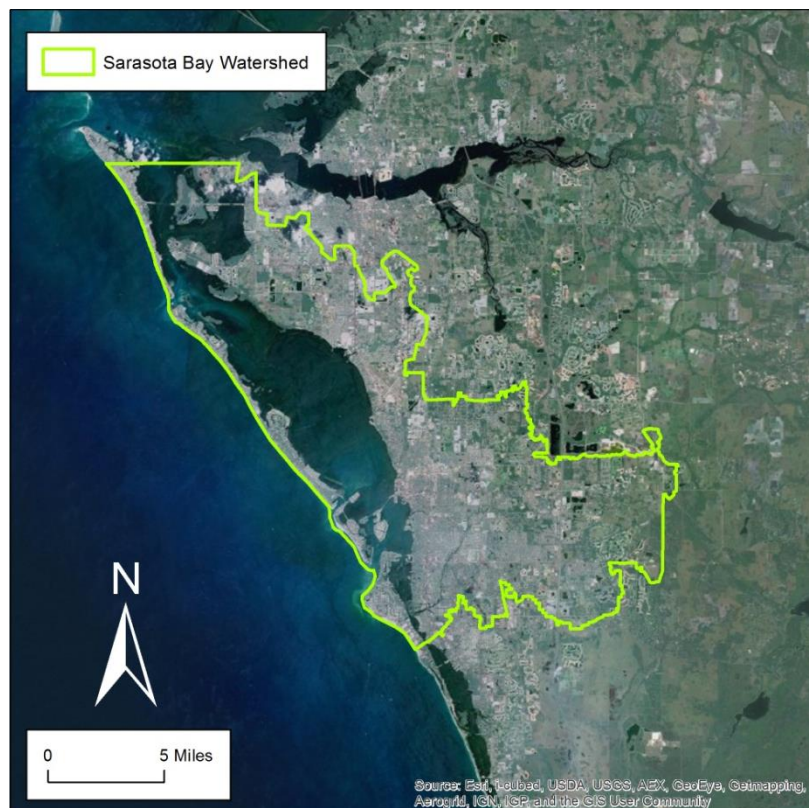 Sarasota Bay Watershed
N
0 5 Miles
Source: Esri, i-cubed, USDA, USGS, AEX, GeoEye, Getmapping,
Aerogrid, IGN, IGP, and the GIS User Community